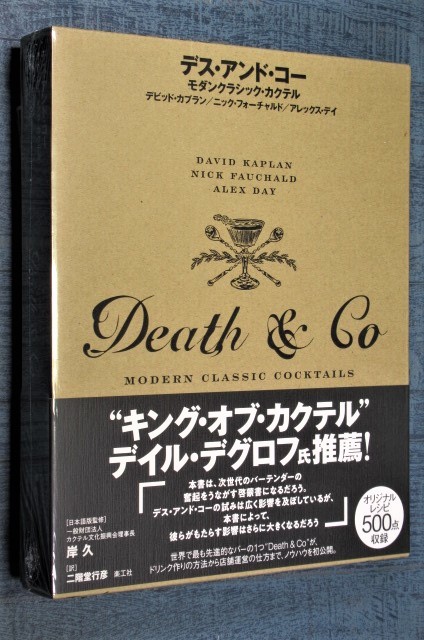 デス・アンド・コー
モダンクラシック・カクテル
デビッド・カプラン／ニック・フォーチャルド／アレックス・デイ
DAVID KAPLAN
NICK FAUCHALD
ALEX DAY
Death & Co
MODERN CLASSIC COCKTAILS
“キング・オブ・カクテル”
デイル・デグロフ氏推薦！
本書は、次世代のバーテンダーの
奮起をうながす啓蒙書になるだろう。
デス・アンド・コーの試みは広く影響を及ぼしているが、
本書によって、
彼らがもたらす影響はさらに大きくなるだろう
オリジナル
レシピ
500点
収録
［日本語版監修］
一般財団法人
カクテル文化振興会理事長
岸 久
［訳］
二階堂行彦 楽工社
世界で最も先進的なバーの1つ“Death & Co”が、
ドリンク作りの方法から店舗運営の仕方まで、ノウハウを初公開。